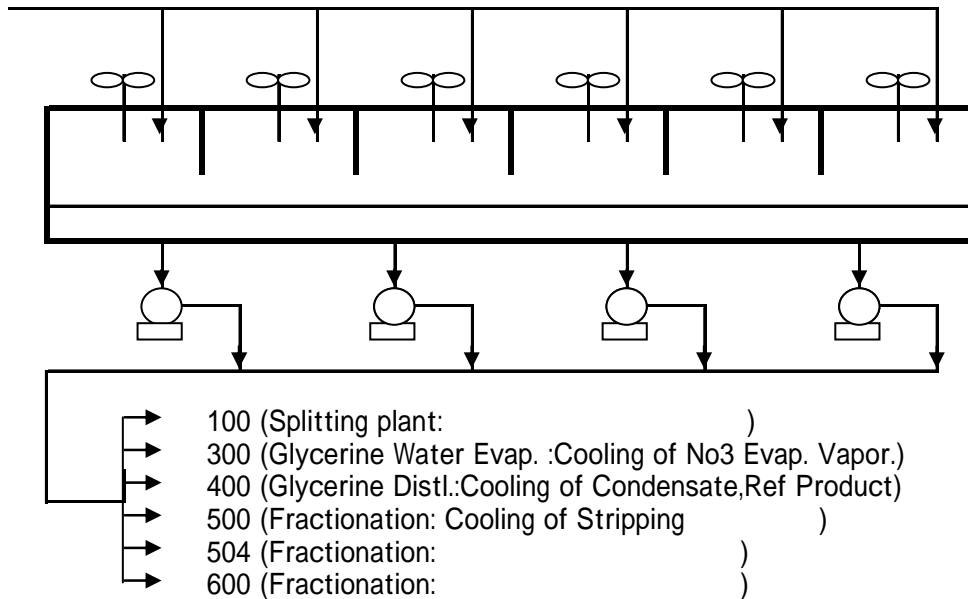 100 (Splitting plant: )
300 (Glycerine Water Evap. :Cooling of No3 Evap. Vapor.)
400 (Glycerine Distl.:Cooling of Condensate,Ref Product)
500 (Fractionation: Cooling of Stripping )
504 (Fractionation: )
600 (Fractionation: )